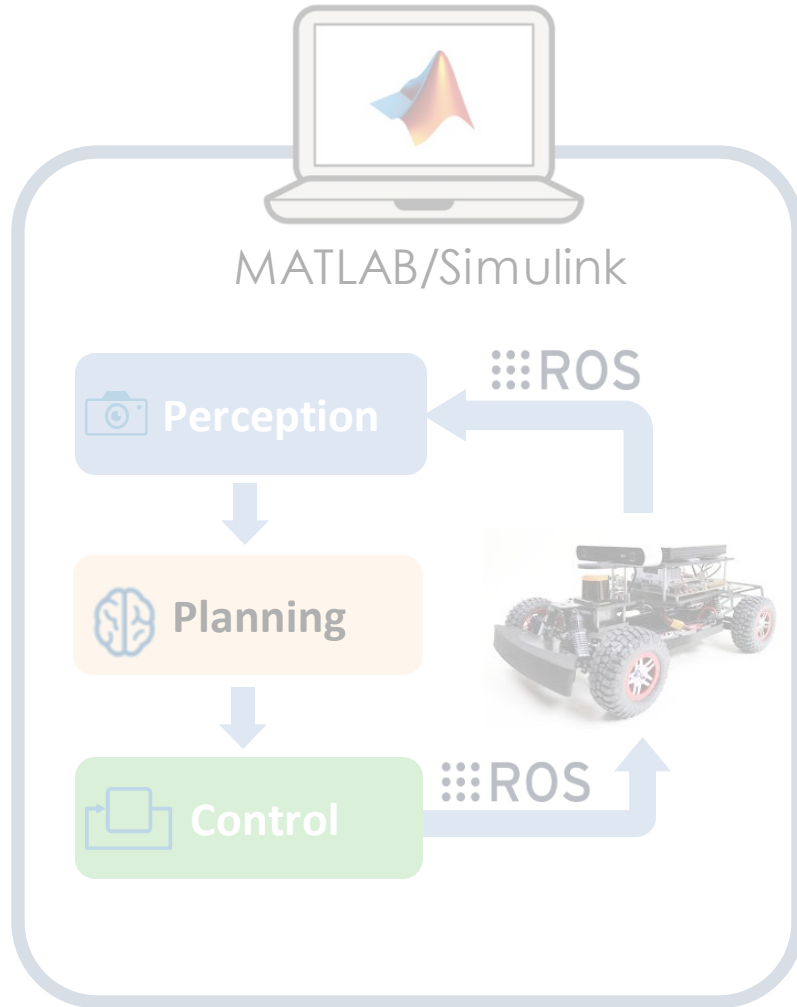 MATLAB/Simulink
ROS
Perception
Planning
ROS
Control